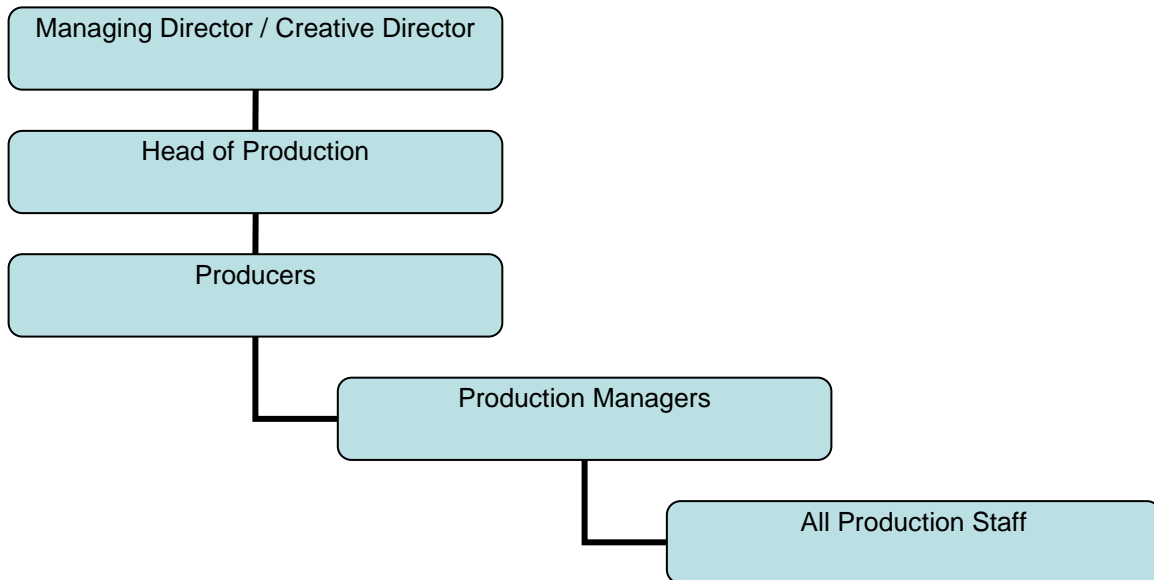 Managing Director / Creative Director
Head of Production
Producers
Production Managers
All Production Staff